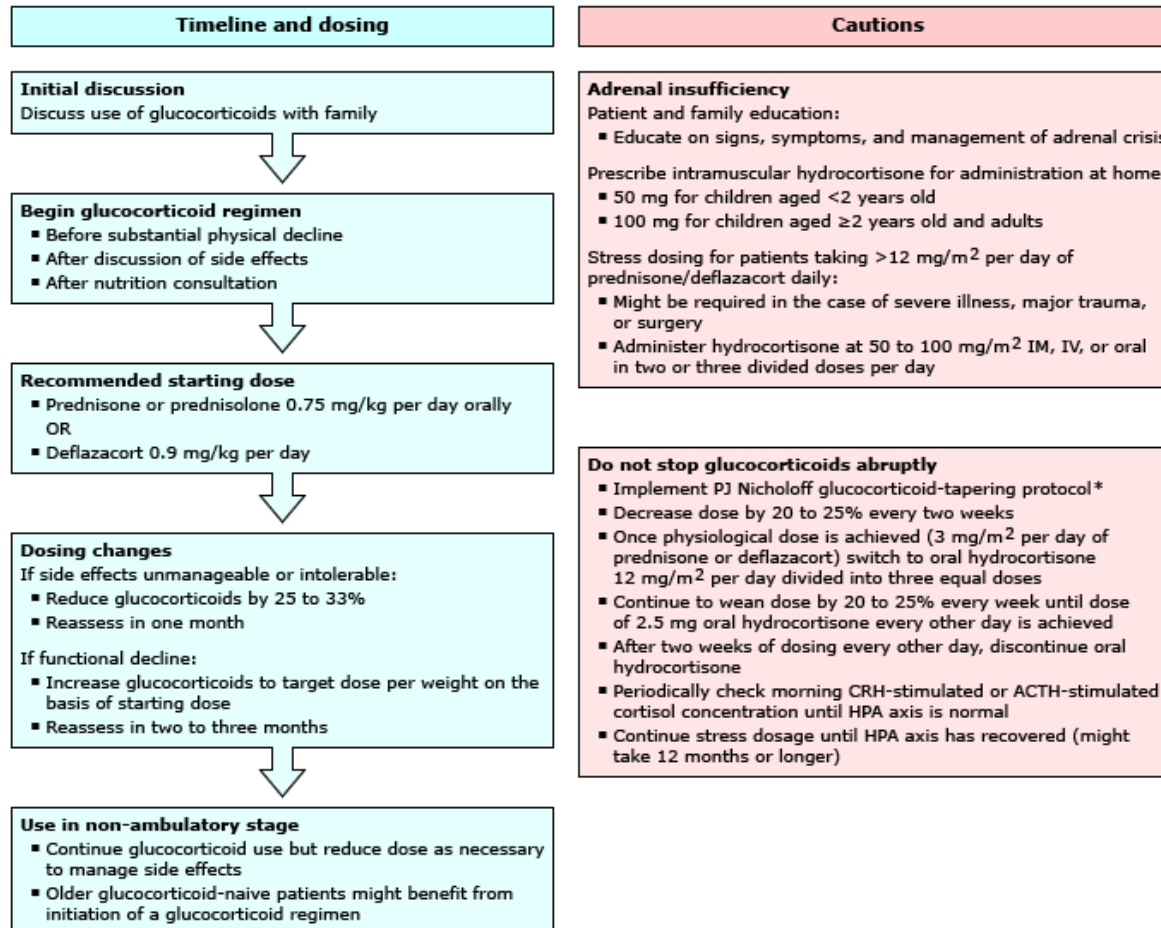 Timeline and dosing
Initial discussion
Discuss use of glucocorticoids with family
Begin glucocorticoid regimen
▪ Before substantial physical decline
▪ After discussion of side effects
▪ After nutrition consultation
Recommended starting dose
▪ Prednisone or prednisolone 0.75 mg/kg per day orally
OR
▪ Deflazacort 0.9 mg/kg per day
Dosing changes
If side effects unmanageable or intolerable:
▪ Reduce glucocorticoids by 25 to 33%
▪ Reassess in one month
If functional decline:
▪ Increase glucocorticoids to target dose per weight on the
basis of starting dose
▪ Reassess in two to three months
Use in non-ambulatory stage
▪ Continue glucocorticoid use but reduce dose as necessary
to manage side effects
▪ Older glucocorticoid-naive patients might benefit from
initiation of a glucocorticoid regimen
Cautions
Adrenal insufficiency
Patient and family education:
▪ Educate on signs, symptoms, and management of adrenal crisis
Prescribe intramuscular hydrocortisone for administration at home:
▪ 50 mg for children aged <2 years old
▪ 100 mg for children aged ≥2 years old and adults
Stress dosing for patients taking >12 mg/m² per day of
prednisone/deflazacort daily:
▪ Might be required in the case of severe illness, major trauma,
or surgery
▪ Administer hydrocortisone at 50 to 100 mg/m² IM, IV, or oral
in two or three divided doses per day
Do not stop glucocorticoids abruptly
▪ Implement PJ Nicholoff glucocorticoid-tapering protocol*
▪ Decrease dose by 20 to 25% every two weeks
▪ Once physiological dose is achieved (3 mg/m² per day of
prednisone or deflazacort) switch to oral hydrocortisone
12 mg/m² per day divided into three equal doses
▪ Continue to wean dose by 20 to 25% every week until dose
of 2.5 mg oral hydrocortisone every other day is achieved
▪ After two weeks of dosing every other day, discontinue oral
hydrocortisone
▪ Periodically check morning CRH-stimulated or ACTH-stimulated
cortisol concentration until HPA axis is normal
▪ Continue stress dosage until HPA axis has recovered (might
take 12 months or longer)